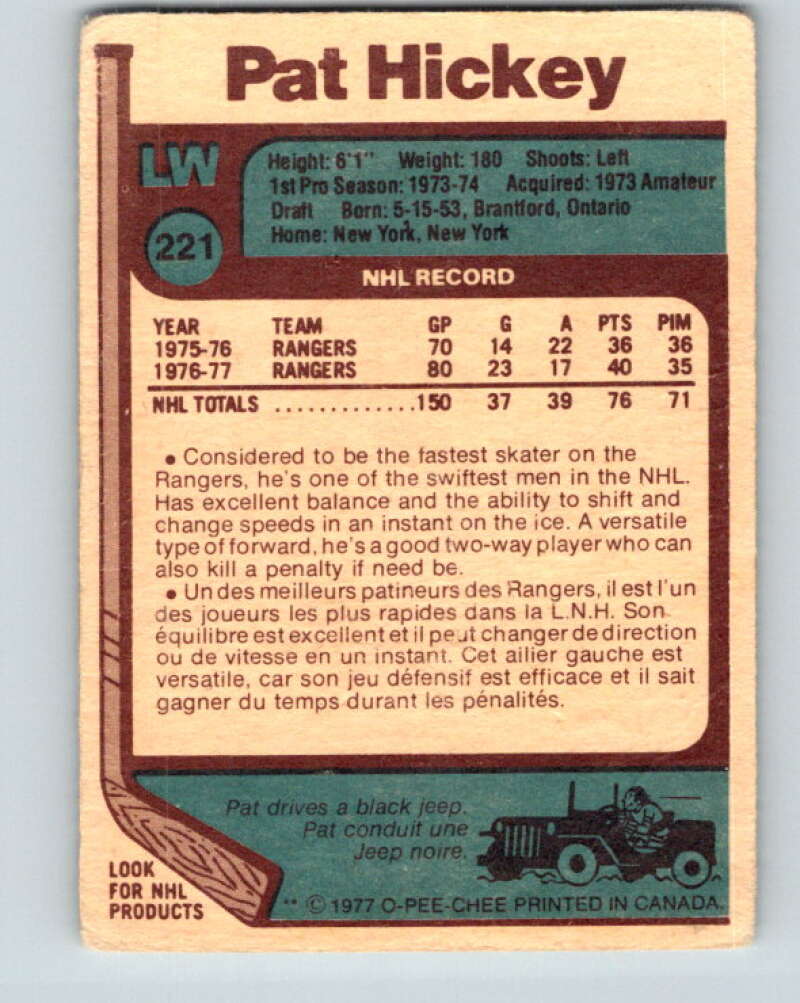 Pat Hickey
LW
221
Height: 6'1" Weight: 180 Shoots: Left
1st Pro Season: 1973-74 Acquired: 1973 Amateur
Draft Born: 5-15-53, Brantford, Ontario
Home: New York, New York
NHL RECORD
YEAR TEAM GP G A PTS PIM
1975-76 RANGERS 70 14 22 36 36
1976-77 RANGERS 80 23 17 40 35
NHL TOTALS .............150 37 39 76 71
• Considered to be the fastest skater on the
Rangers, he's one of the swiftest men in the NHL.
Has excellent balance and the ability to shift and
change speeds in an instant on the ice. A versatile
type of forward, he's a good two-way player who can
also kill a penalty if need be.
• Un des meilleurs patineurs des Rangers, il est l'un
des joueurs les plus rapides dans la L.N.H. Son
équilibre est excellent et il peut changer de direction
ou de vitesse en un instant. Cet ailier gauche est
versatile, car son jeu défensif est efficace et il sait
gagner du temps durant les pénalités.
Pat drives a black jeep.
Pat conduit une
Jeep noire.
LOOK
FOR NHL
PRODUCTS
** © 1977 O-PEE-CHEE PRINTED IN CANADA.